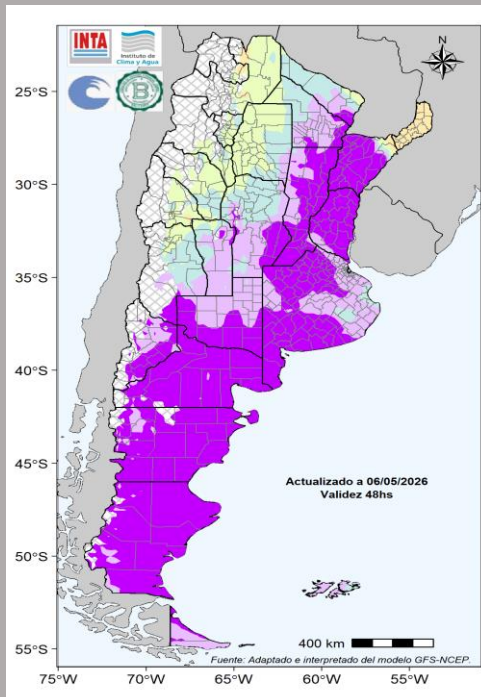 INTA
Instituto de
Clima y Agua
B
N
25°S
30°S
35°S
40°S
45°S
50°S
55°S
Actualizado a 06/05/2026
Validez 48hs
400 km
Fuente: Adaptado e interpretado del modelo GFS-NCEP.
75°W
70°W
65°W
60°W
55°W